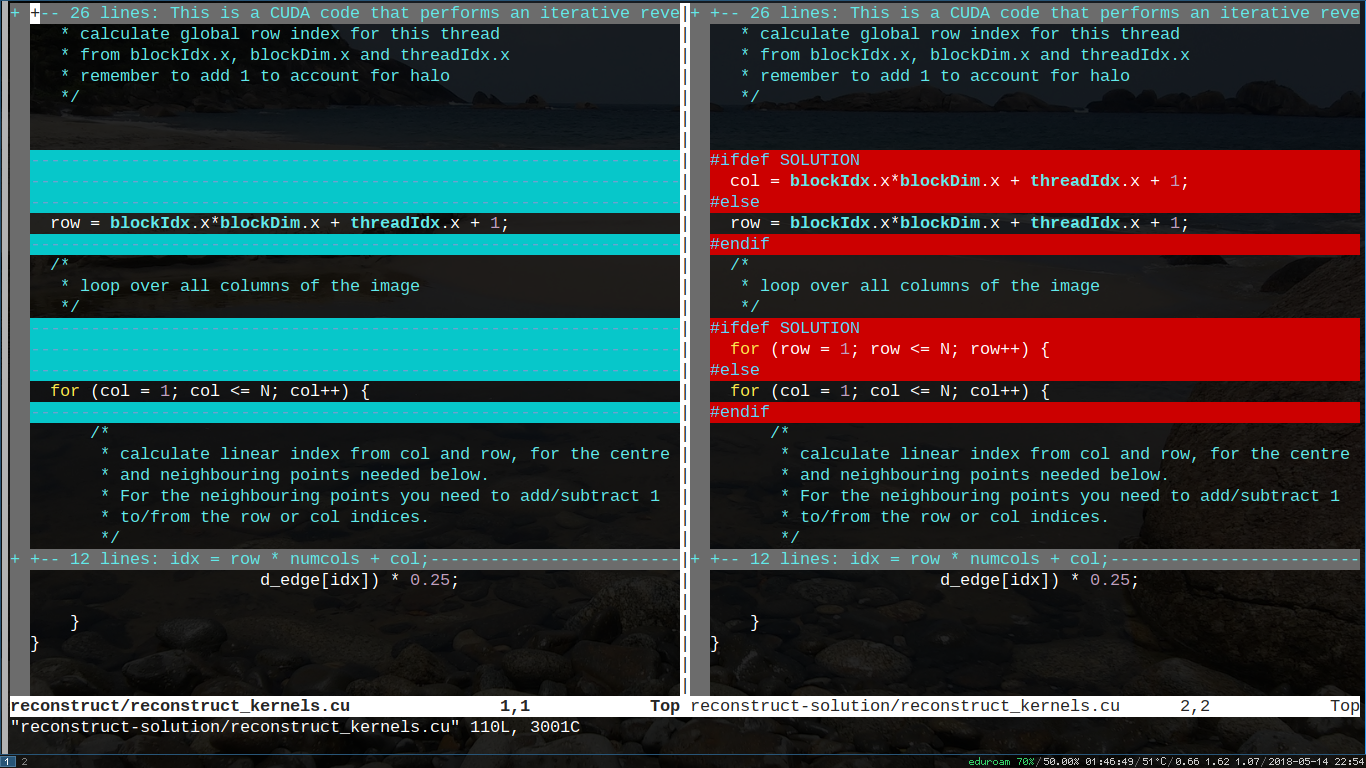 + +-- 26 lines: This is a CUDA code that performs an iterative reve
* calculate global row index for this thread
* from blockIdx.x, blockDim.x and threadIdx.x
* remember to add 1 to account for halo
*/
row = blockIdx.x*blockDim.x + threadIdx.x + 1;
/*
* loop over all columns of the image
*/
for (col = 1; col <= N; col++) {
/*
* calculate linear index from col and row, for the centre
* and neighbouring points needed below.
* For the neighbouring points you need to add/subtract 1
* to/from the row or col indices.
*/
+ +-- 12 lines: idx = row * numcols + col;-------------------------
d_edge[idx]) * 0.25;
}
}
reconstruct/reconstruct_kernels.cu 1,1 Top
+ +-- 26 lines: This is a CUDA code that performs an iterative reve
* calculate global row index for this thread
* from blockIdx.x, blockDim.x and threadIdx.x
* remember to add 1 to account for halo
*/
#ifdef SOLUTION
col = blockIdx.x*blockDim.x + threadIdx.x + 1;
#else
row = blockIdx.x*blockDim.x + threadIdx.x + 1;
#endif
/*
* loop over all columns of the image
*/
#ifdef SOLUTION
for (row = 1; row <= N; row++) {
#else
for (col = 1; col <= N; col++) {
#endif
/*
* calculate linear index from col and row, for the centre
* and neighbouring points needed below.
* For the neighbouring points you need to add/subtract 1
* to/from the row or col indices.
*/
+ +-- 12 lines: idx = row * numcols + col;-------------------------
d_edge[idx]) * 0.25;
}
}
reconstruct-solution/reconstruct_kernels.cu 2,2 Top
"reconstruct-solution/reconstruct_kernels.cu" 110L, 3001C
1 2
eduroam 70%/50.00% 01:46:49/51°C/0.66 1.62 1.07/2018-05-14 22:54